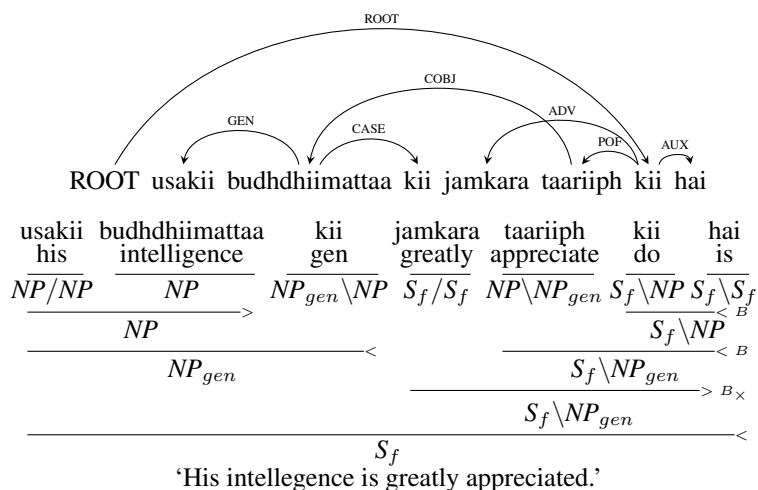 ROOT
COBJ
GEN CASE ADV POF AUX
ROOT usakii budhdhiimattaa kii jamkara taariiph kii hai
usakii budhdhiimattaa kii jamkara taariiph kii hai
his intelligence gen greatly appreciate do is
NP/NP NP NP_gen\NP S_f/S_f NP\NP_gen S_f\NP S_f\S_f
> < B
NP S_f\NP
< < B
NP_gen S_f\NP_gen
> B×
S_f\NP_gen
<
S_f
‘His intellegence is greatly appreciated.’